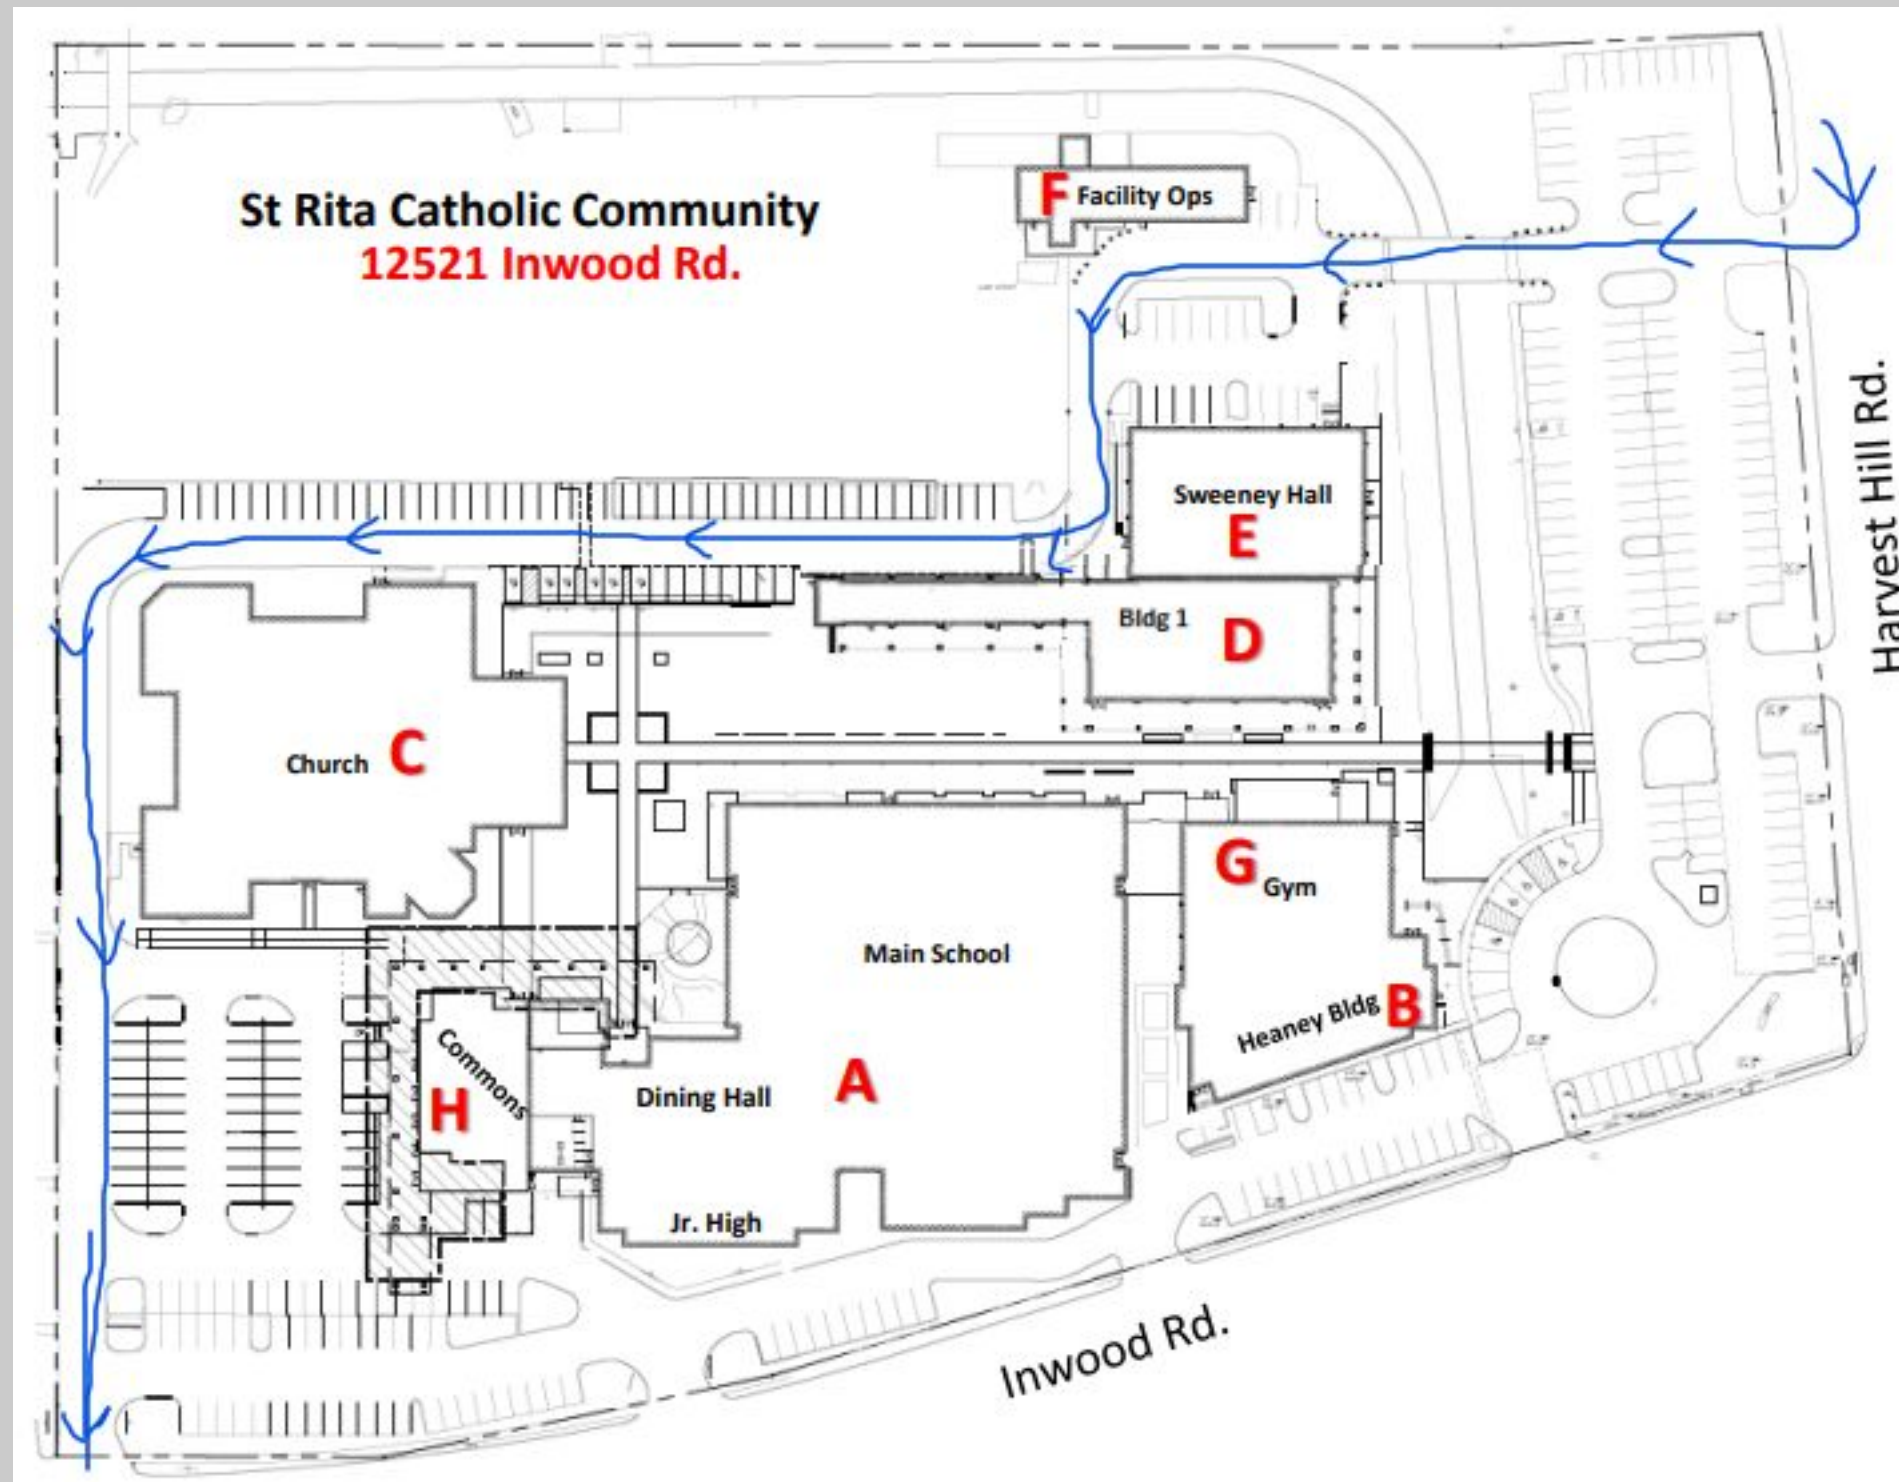 St Rita Catholic Community
12521 Inwood Rd.
F Facility Ops
Harvest Hill Rd.
Sweeney Hall
E
Bldg 1
D
Church
C
G
Gym
Main School
Heaney Bldg
B
Commons
H
Dining Hall
A
Jr. High
Inwood Rd.